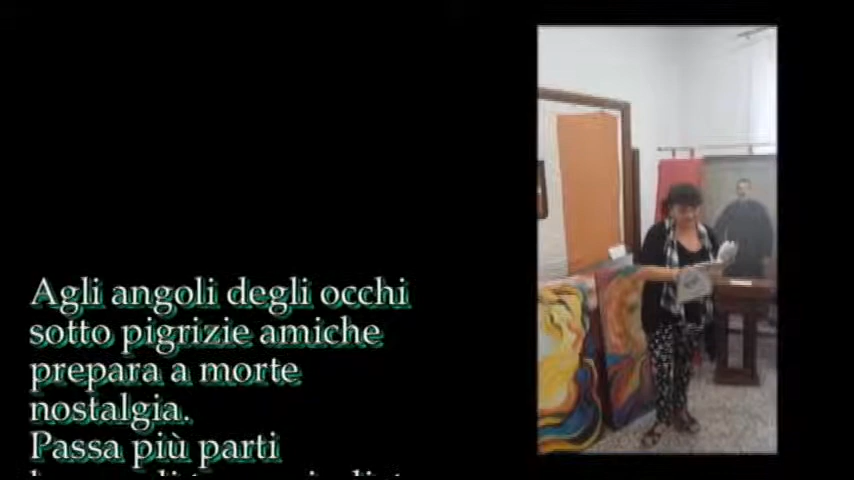 Agli angoli degli occhi
sotto pigrizie amiche
prepara a morte
nostalgia.
Passa più parti